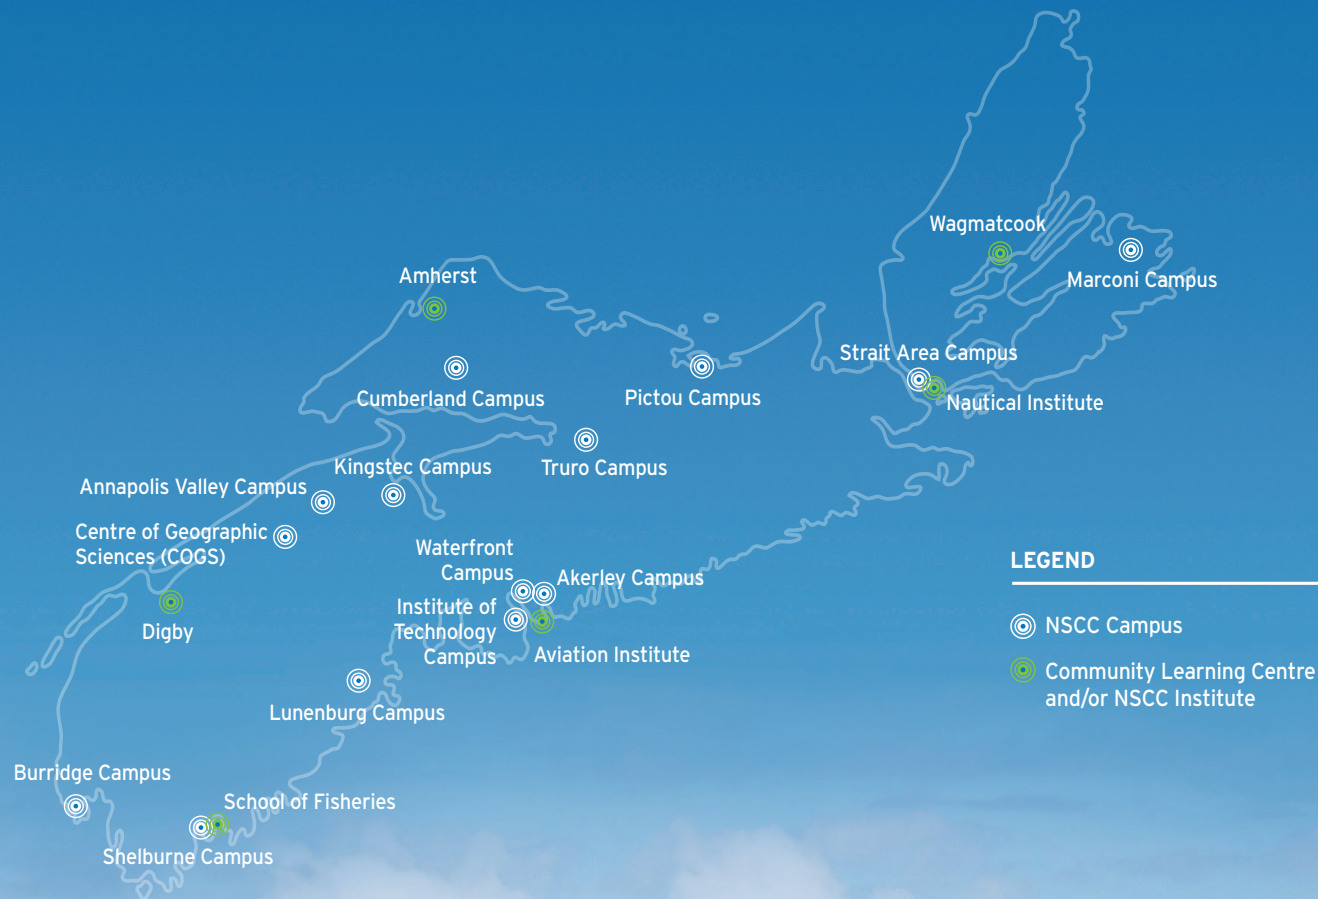 Wagmatcook
Marconi Campus
Amherst
Strait Area Campus
Cumberland Campus
Pictou Campus
Nautical Institute
Kingstec Campus
Truro Campus
Annapolis Valley Campus
Centre of Geographic
Sciences (COGS)
Waterfront
Campus
Akerley Campus
Institute of
Technology
Campus
Digby
Aviation Institute
Lunenburg Campus
Burridge Campus
School of Fisheries
Shelburne Campus
LEGEND
NSCC Campus
Community Learning Centre
and/or NSCC Institute